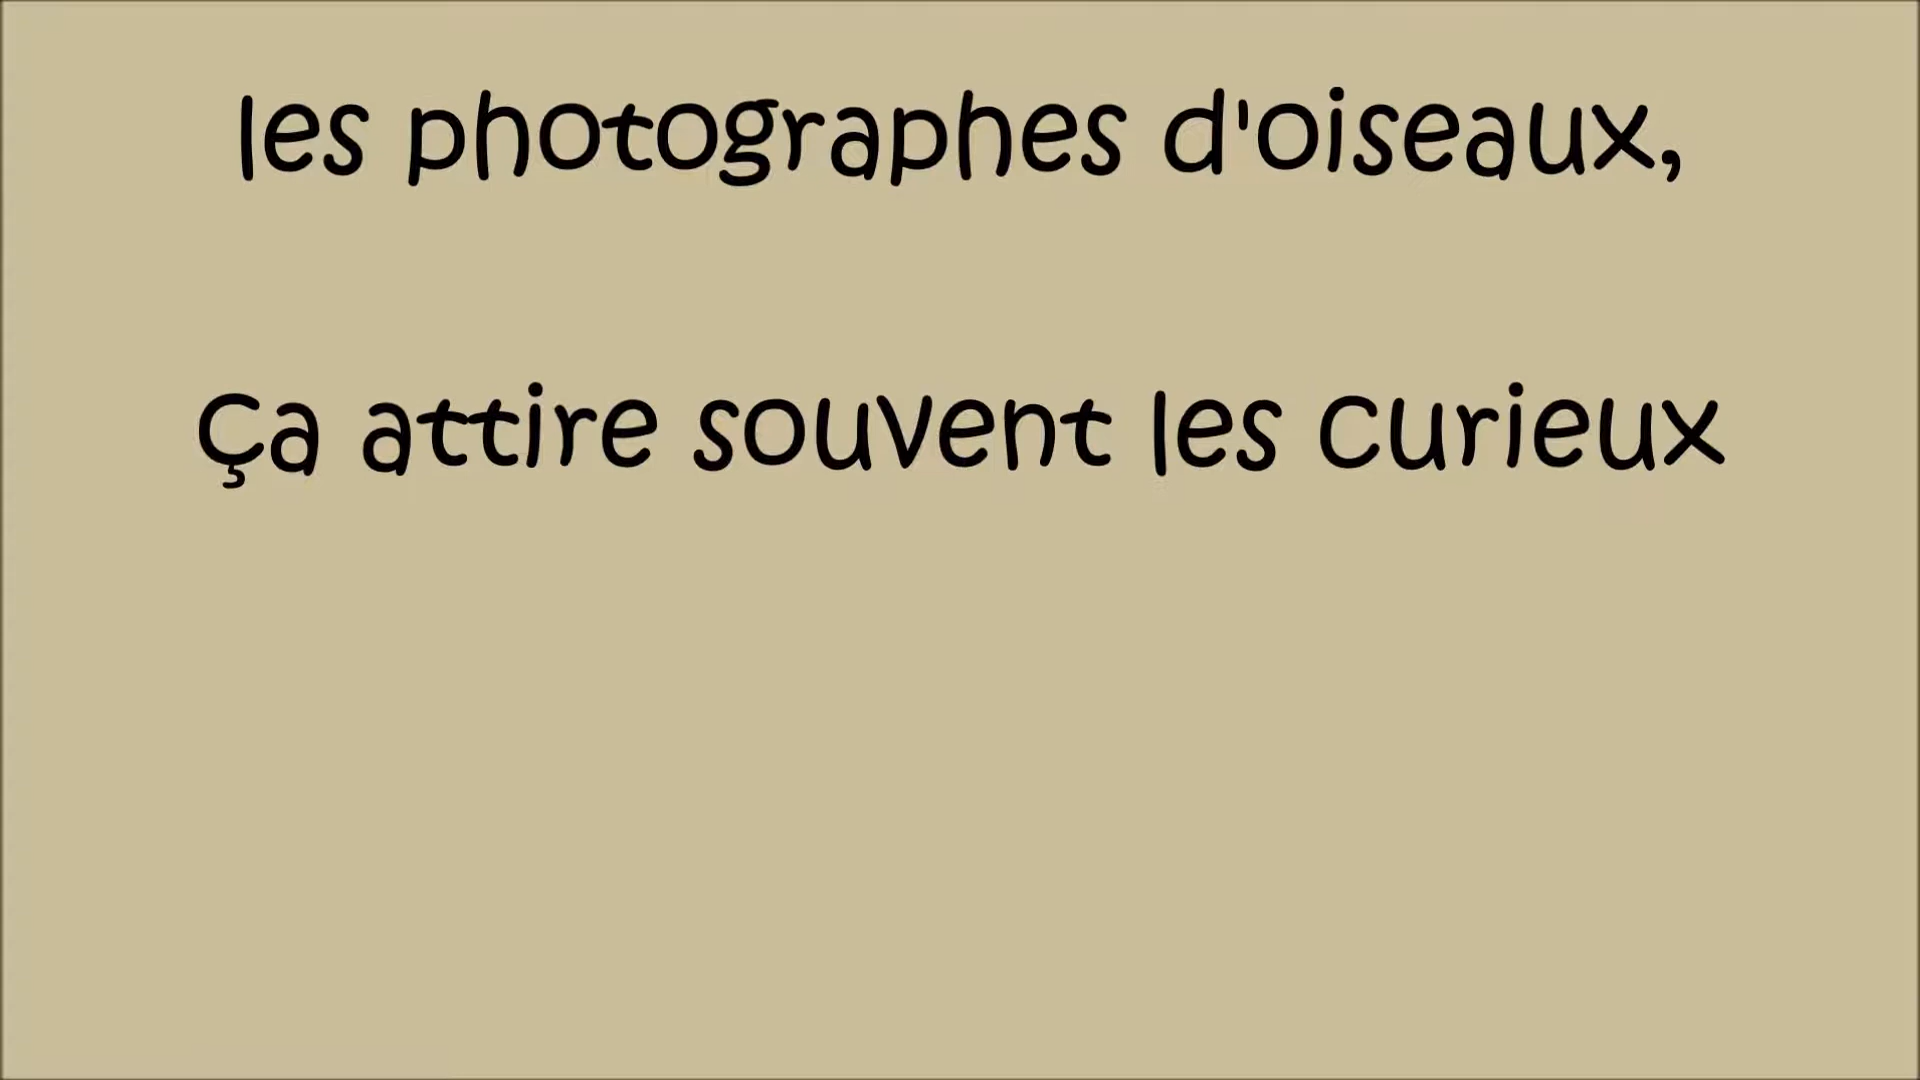 les photographes d'oiseaux,
Ça attire souvent les curieux